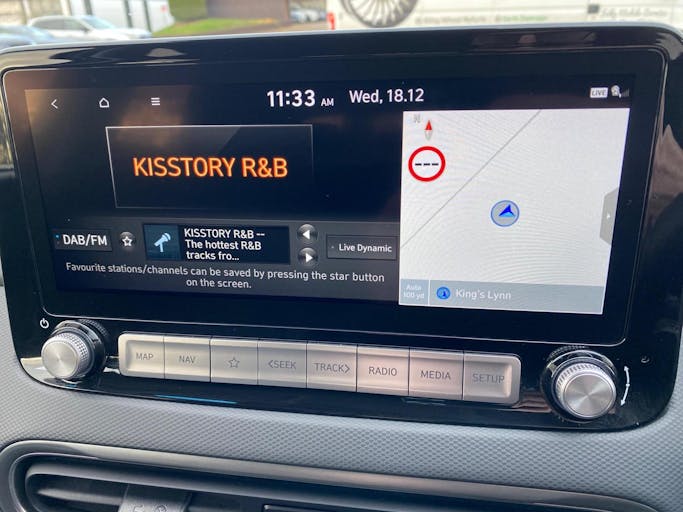 11:33 AM Wed, 18.12
LIVE
KISSTORY R&B
N
---
DAB/FM
KISSTORY R&B --
The hottest R&B
tracks fro...
Live Dynamic
Favourite stations/channels can be saved by pressing the star button
on the screen.
Auto
100 yd
King's Lynn
MAP
NAV
<SEEK
TRACK>
RADIO
MEDIA
SETUP